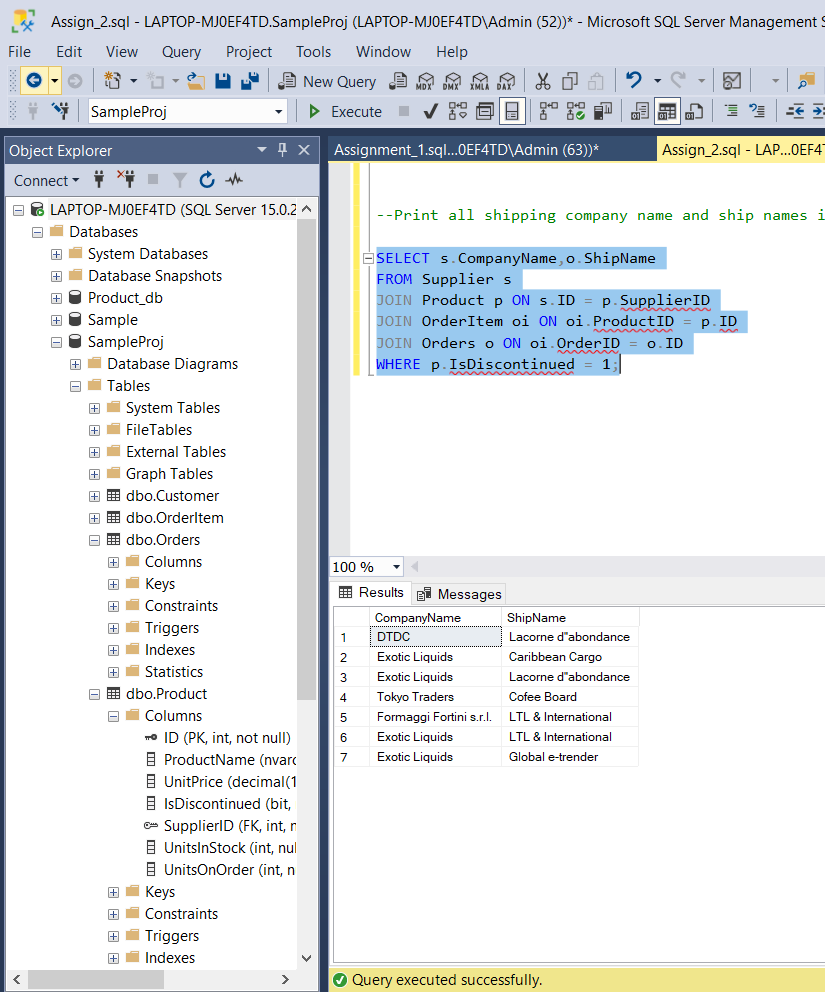 Assign_2.sql - LAPTOP-MJ0EF4TD.SampleProj (LAPTOP-MJ0EF4TD\Admin (52))* - Microsoft SQL Server Management S
File Edit View Query Project Tools Window Help
New Query MDX DMX XMLA DAX
SampleProj Execute
Object Explorer
Connect
LAPTOP-MJ0EF4TD (SQL Server 15.0.2
Databases
System Databases
Database Snapshots
Product_db
Sample
SampleProj
Database Diagrams
Tables
System Tables
FileTables
External Tables
Graph Tables
dbo.Customer
dbo.OrderItem
dbo.Orders
Columns
Keys
Constraints
Triggers
Indexes
Statistics
dbo.Product
Columns
ID (PK, int, not null)
ProductName (nvarc
UnitPrice (decimal(1
IsDiscontinued (bit,
SupplierID (FK, int, n
UnitsInStock (int, nul
UnitsOnOrder (int, n
Keys
Constraints
Triggers
Indexes
Assignment_1.sql...0EF4TD\Admin (63))* Assign_2.sql - LAP...0EF4T
--Print all shipping company name and ship names i
SELECT s.CompanyName,o.ShipName
FROM Supplier s
JOIN Product p ON s.ID = p.SupplierID
JOIN OrderItem oi ON oi.ProductID = p.ID
JOIN Orders o ON oi.OrderID = o.ID
WHERE p.IsDiscontinued = 1;
100 %
Results Messages
CompanyName ShipName
1 DTDC Lacorne d"abondance
2 Exotic Liquids Caribbean Cargo
3 Exotic Liquids Lacorne d"abondance
4 Tokyo Traders Cofee Board
5 Formaggi Fortini s.r.l. LTL & International
6 Exotic Liquids LTL & International
7 Exotic Liquids Global e-trender
Query executed successfully.